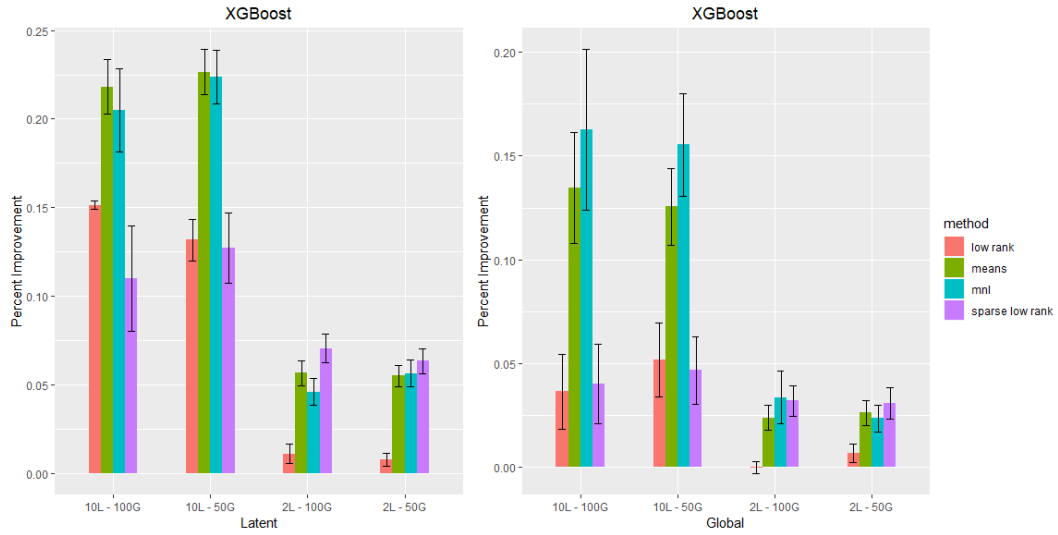 XGBoost
0.25
0.20
0.15
0.10
0.05
0.00
Percent Improvement
10L - 100G
10L - 50G
2L - 100G
2L - 50G
Latent
XGBoost
0.20
0.15
0.10
0.05
0.00
Percent Improvement
10L - 100G
10L - 50G
2L - 100G
2L - 50G
Global
method
low rank
means
mnl
sparse low rank